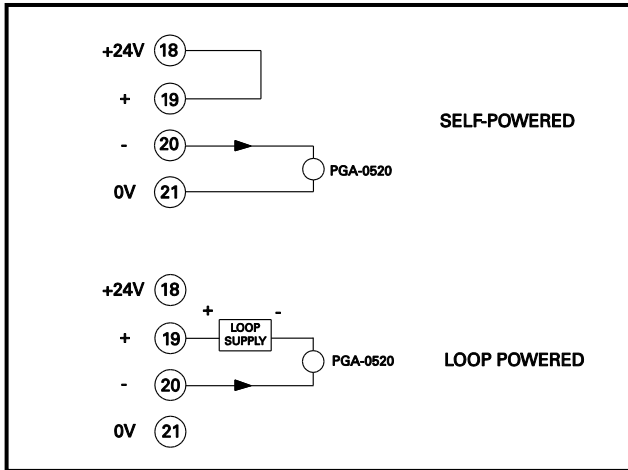 +24V 18
+ 19
SELF-POWERED
- 20
PGA-0520
0V 21
+24V 18
+ -
LOOP
SUPPLY
+ 19
PGA-0520
LOOP POWERED
- 20
0V 21